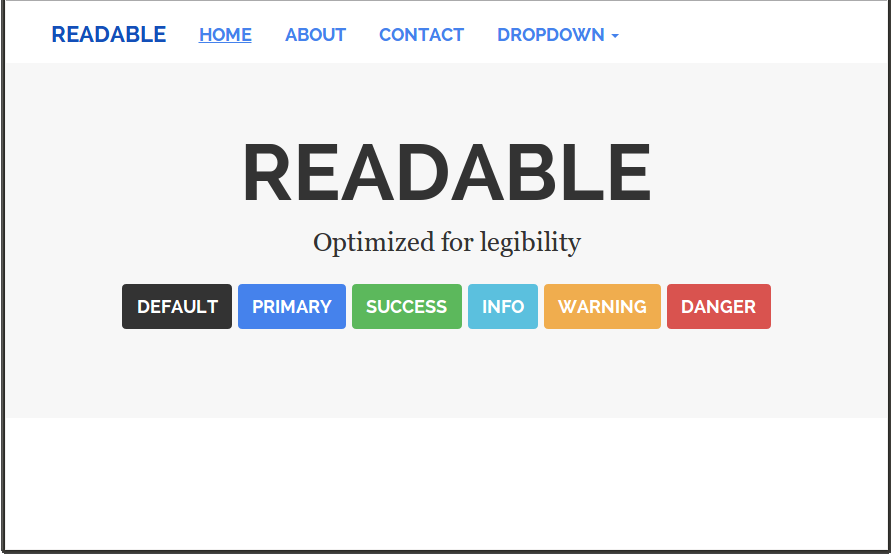 READABLE HOME ABOUT CONTACT DROPDOWN
READABLE
Optimized for legibility
DEFAULT PRIMARY SUCCESS INFO WARNING DANGER